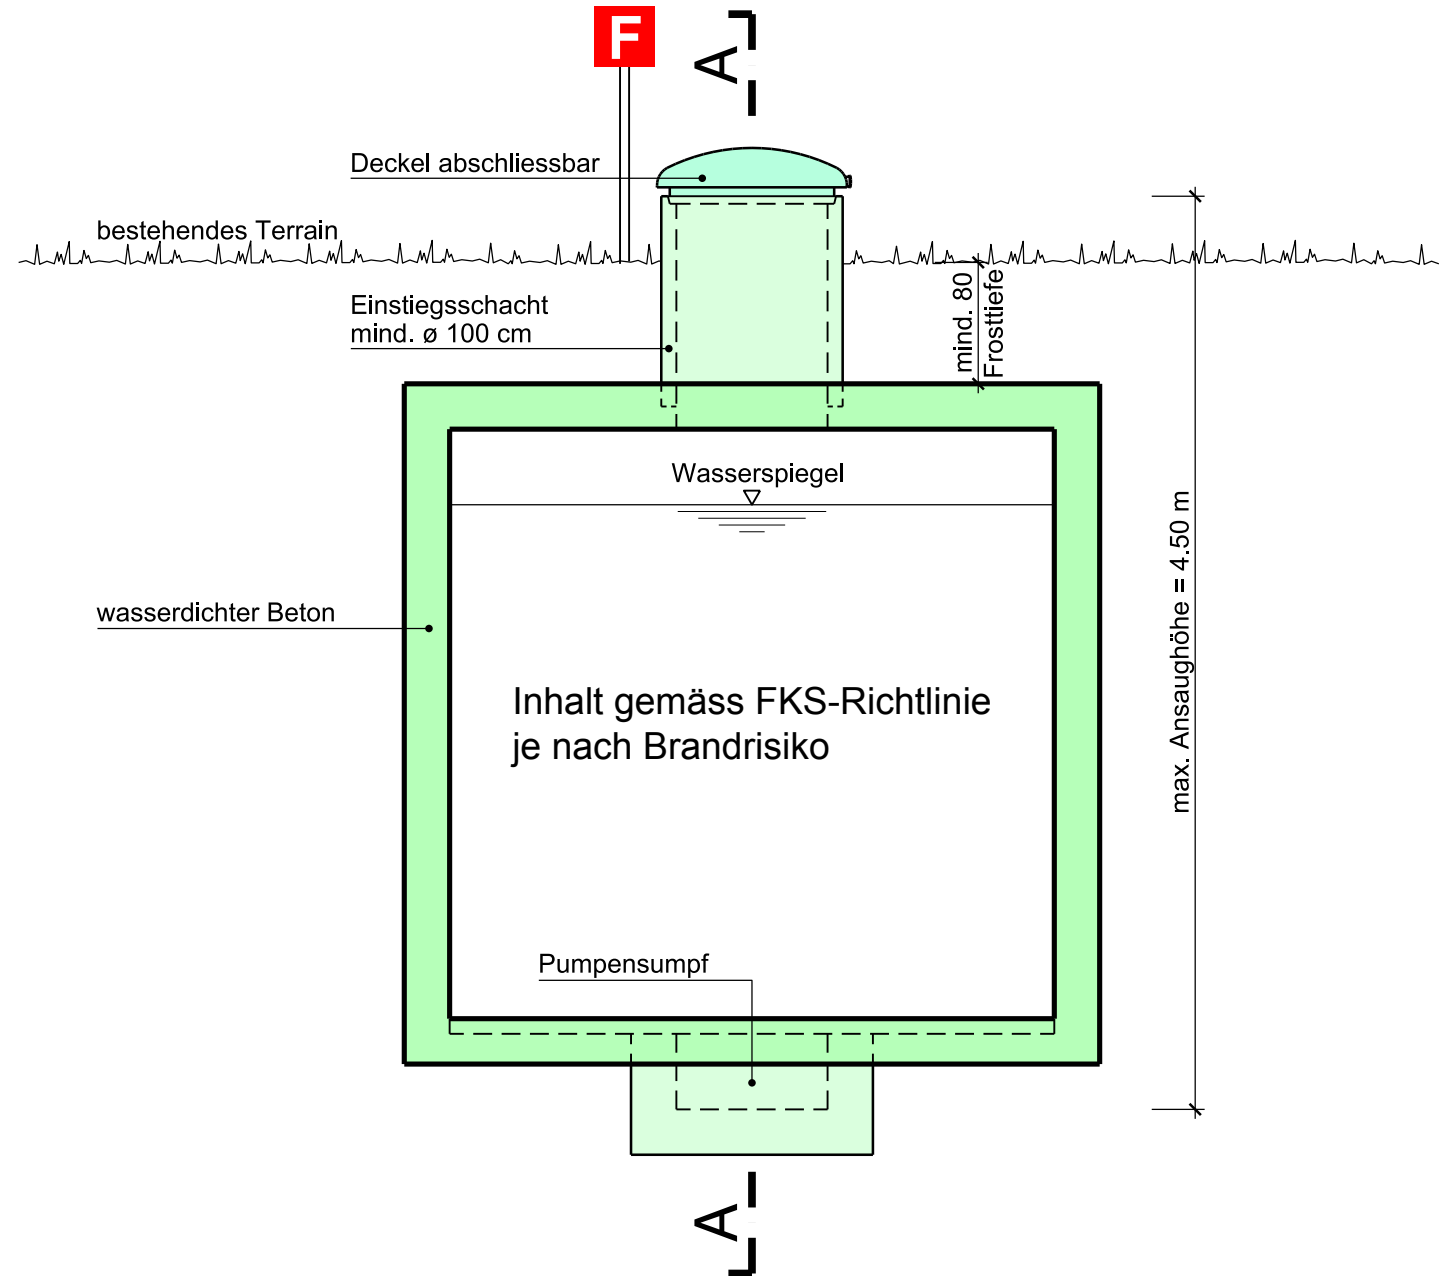 F
A
Deckel abschliessbar
bestehendes Terrain
Einstiegsschacht
mind. ø 100 cm
mind. 80
Frosttiefe
Wasserspiegel
max. Ansaughöhe = 4.50 m
wasserdichter Beton
Inhalt gemäss FKS-Richtlinie
je nach Brandrisiko
Pumpensumpf
A